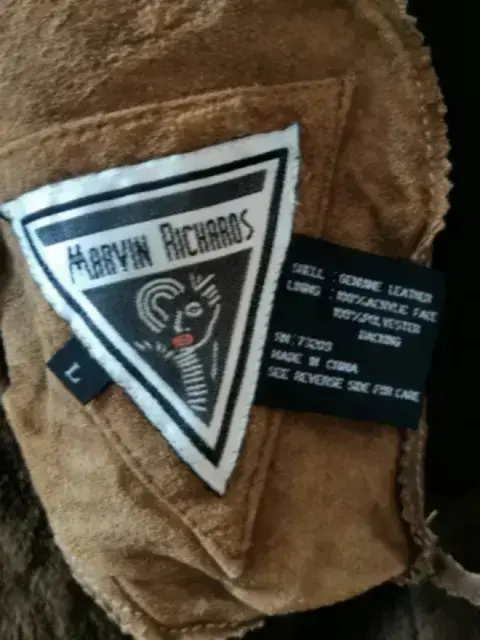 MARVIN RICHARDS
L
SHELL : GENUINE LEATHER
LINING : 100% ACRYLIC FACE
100% POLYESTER
BACKING
RN: 73203
MADE IN CHINA
SEE REVERSE SIDE FOR CARE